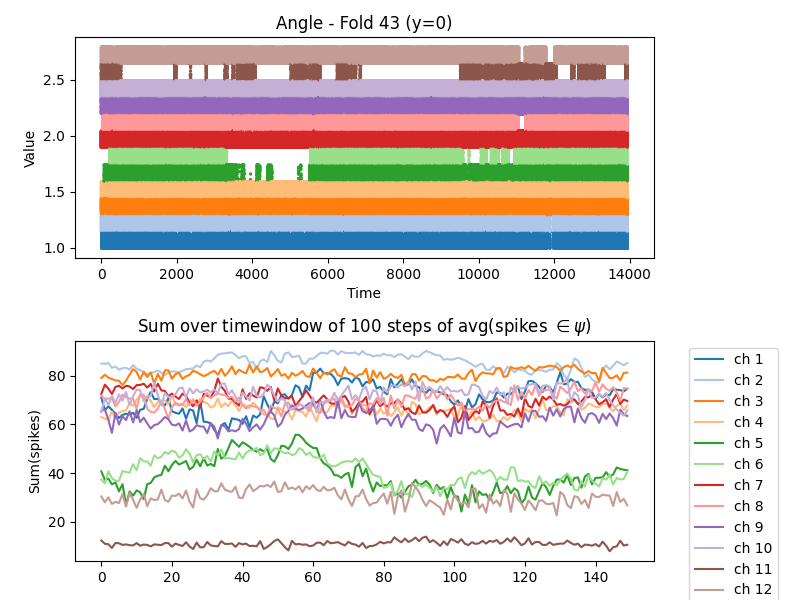 Angle - Fold 43 (y=0)
Value
2.5
2.0
1.5
1.0
0 2000 4000 6000 8000 10000 12000 14000
Time
Sum over timewindow of 100 steps of avg(spikes ∈ψ)
Sum(spikes)
80
60
40
20
0 20 40 60 80 100 120 140
ch 1
ch 2
ch 3
ch 4
ch 5
ch 6
ch 7
ch 8
ch 9
ch 10
ch 11
ch 12